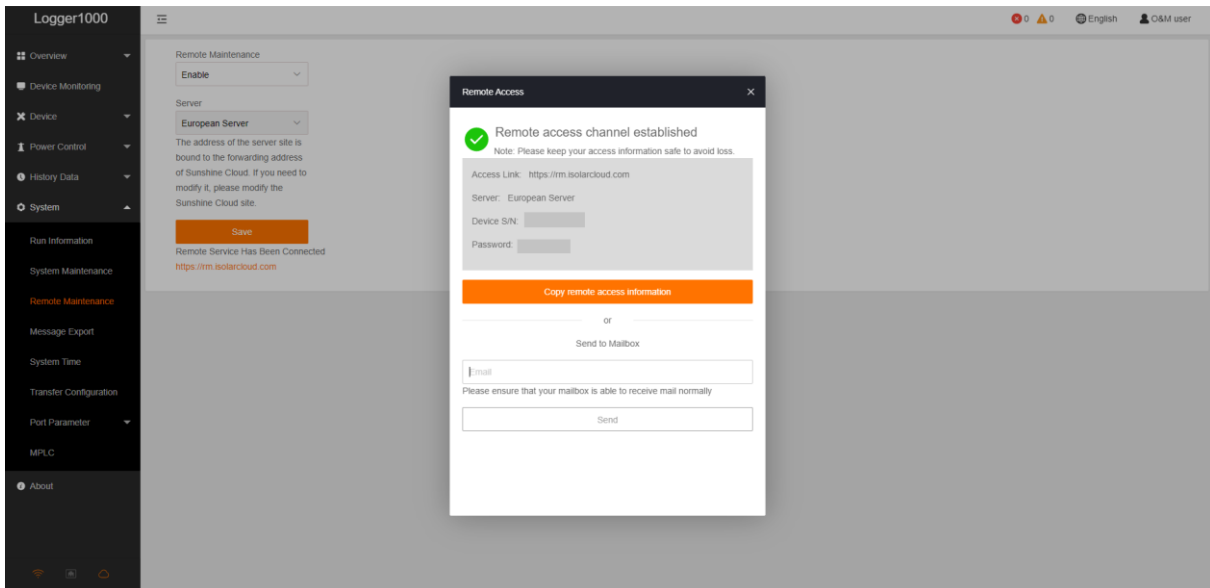 Logger1000
0 0 English O&M user
Overview
Device Monitoring
Device
Power Control
History Data
System
Run Information
System Maintenance
Remote Maintenance
Message Export
System Time
Transfer Configuration
Port Parameter
MPLC
About
Remote Maintenance
Enable
Server
European Server
The address of the server site is
bound to the forwarding address
of Sunshine Cloud. If you need to
modify it, please modify the
Sunshine Cloud site.
Save
Remote Service Has Been Connected
https://rm.isolarcloud.com
Remote Access
Remote access channel established
Note: Please keep your access information safe to avoid loss.
Access Link: https://rm.isolarcloud.com
Server: European Server
Device S/N:
Password:
Copy remote access information
or
Send to Mailbox
Email
Please ensure that your mailbox is able to receive mail normally
Send